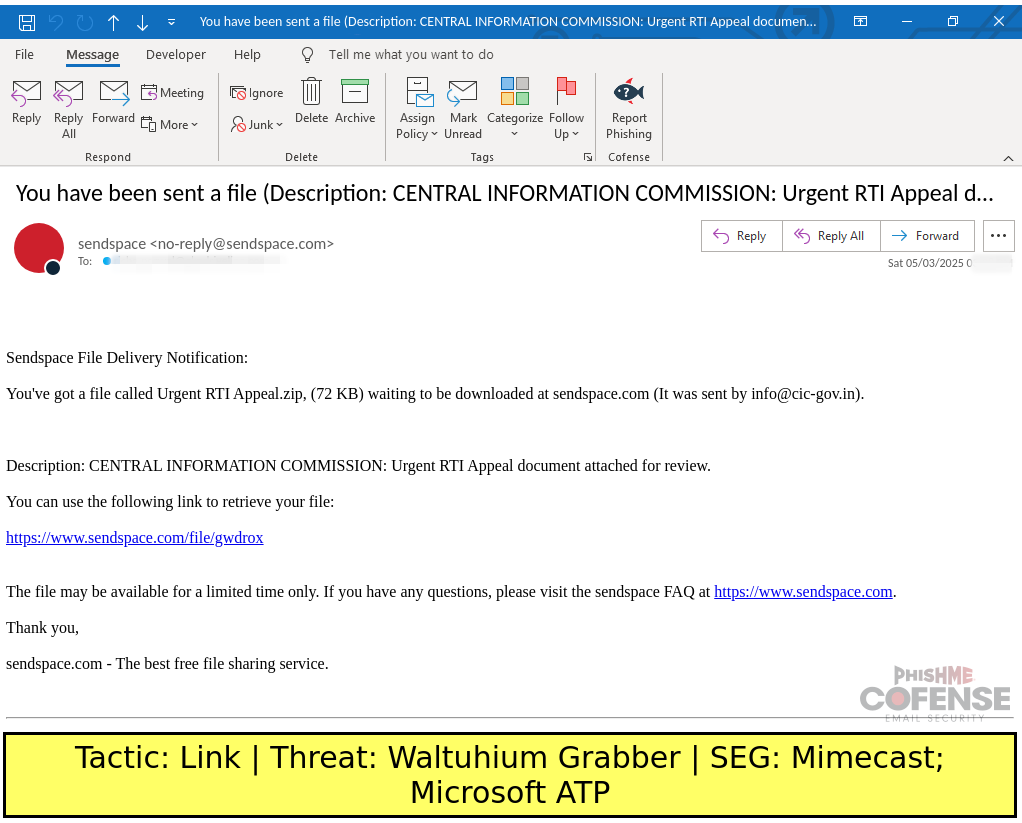 You have been sent a file (Description: CENTRAL INFORMATION COMMISSION: Urgent RTI Appeal documen...
File Message Developer Help Tell me what you want to do
Reply
Reply All
Forward
Meeting
More
Respond
Ignore
Junk
Delete
Archive
Delete
Assign Policy
Mark Unread
Categorize
Follow Up
Tags
Report Phishing
Cofense
You have been sent a file (Description: CENTRAL INFORMATION COMMISSION: Urgent RTI Appeal d...
sendspace <no-reply@sendspace.com>
To:
Reply Reply All Forward
Sat 05/03/2025 0
Sendspace File Delivery Notification:
You've got a file called Urgent RTI Appeal.zip, (72 KB) waiting to be downloaded at sendspace.com (It was sent by info@cic-gov.in).
Description: CENTRAL INFORMATION COMMISSION: Urgent RTI Appeal document attached for review.
You can use the following link to retrieve your file:
https://www.sendspace.com/file/gwdrox
The file may be available for a limited time only. If you have any questions, please visit the sendspace FAQ at https://www.sendspace.com.
Thank you,
sendspace.com - The best free file sharing service.
PHISHME
COFENSE
EMAIL SECURITY
Tactic: Link | Threat: Waltuhium Grabber | SEG: Mimecast;
Microsoft ATP